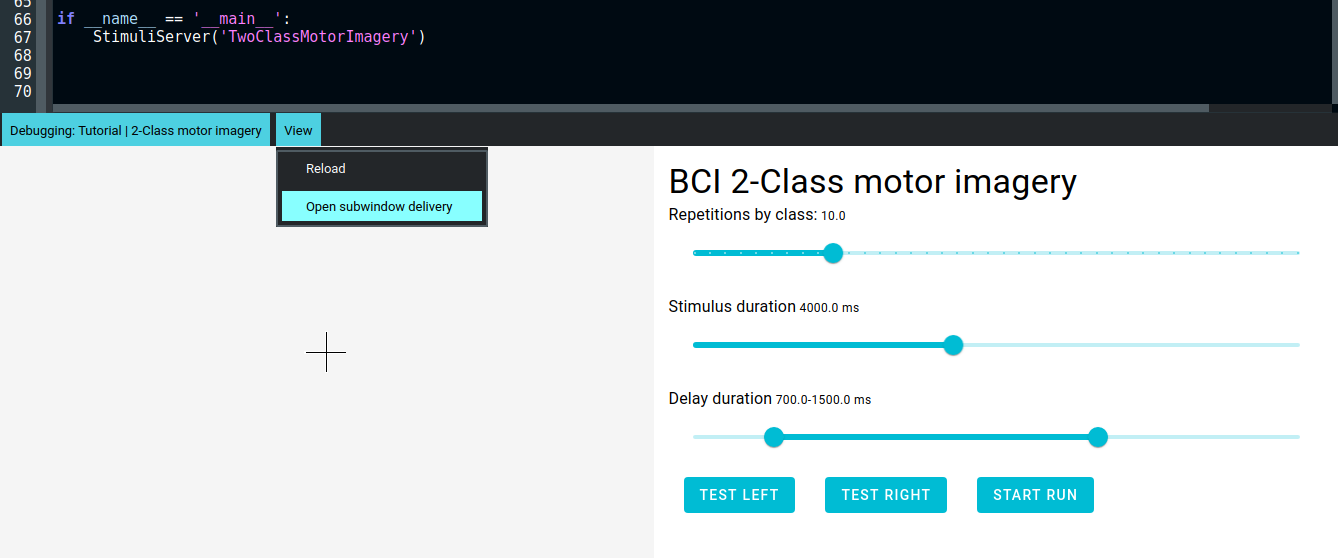 65
66 if __name__ == '__main__':
67 StimuliServer('TwoClassMotorImagery')
68
69
70
Debugging: Tutorial | 2-Class motor imagery View
Reload
Open subwindow delivery
BCI 2-Class motor imagery
Repetitions by class: 10.0
Stimulus duration 4000.0 ms
Delay duration 700.0-1500.0 ms
TEST LEFT TEST RIGHT START RUN